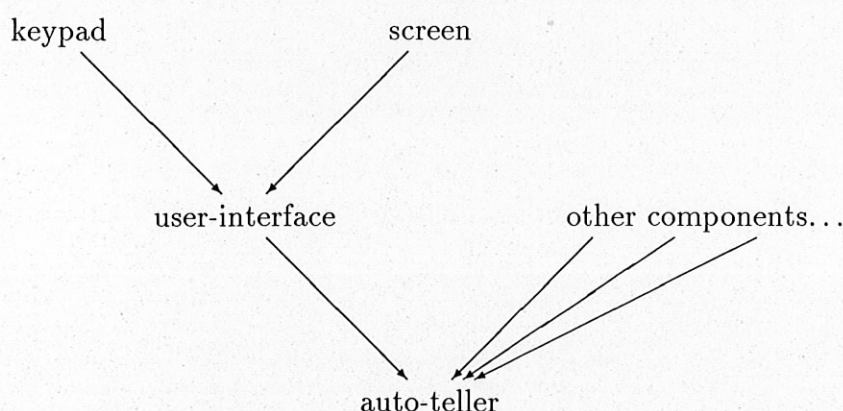 keypad screen
user-interface other components...
auto-teller